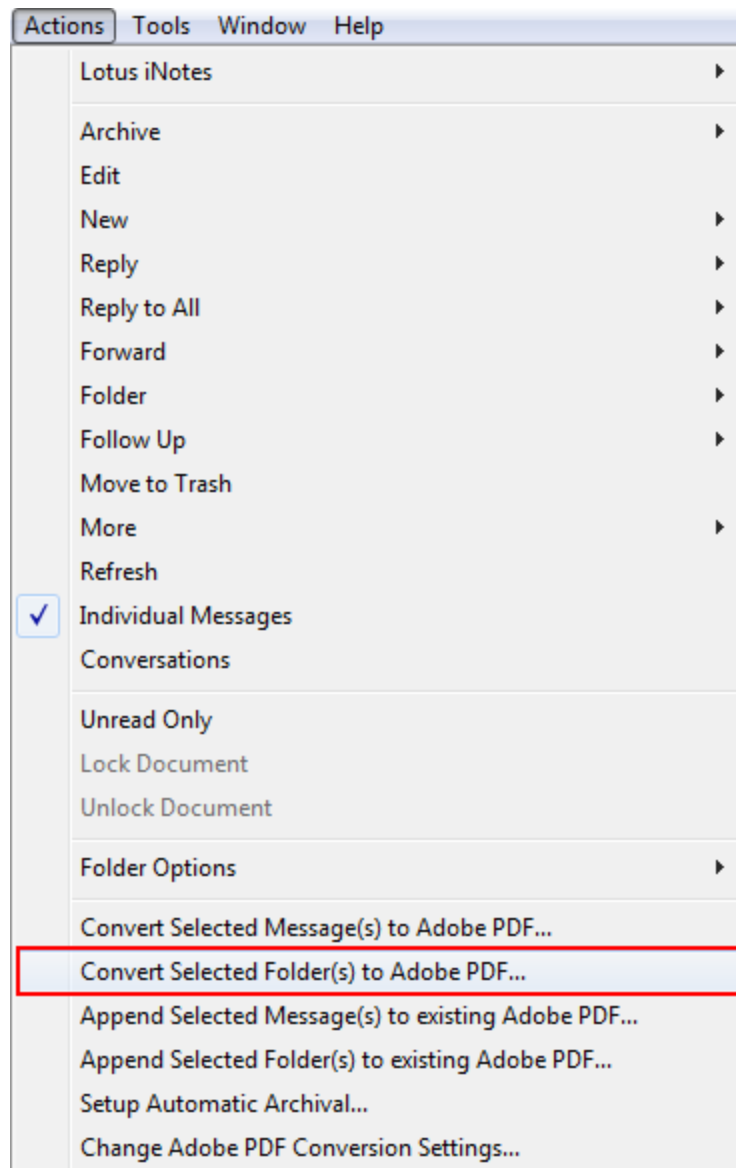 Actions Tools Window Help
Lotus iNotes
Archive
Edit
New
Reply
Reply to All
Forward
Folder
Follow Up
Move to Trash
More
Refresh
Individual Messages
Conversations
Unread Only
Lock Document
Unlock Document
Folder Options
Convert Selected Message(s) to Adobe PDF...
Convert Selected Folder(s) to Adobe PDF...
Append Selected Message(s) to existing Adobe PDF...
Append Selected Folder(s) to existing Adobe PDF...
Setup Automatic Archival...
Change Adobe PDF Conversion Settings...